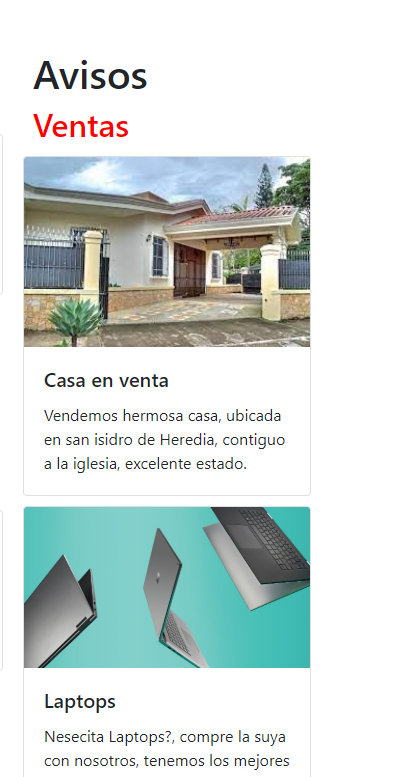 Avisos
Ventas
Casa en venta
Vendemos hermosa casa, ubicada
en san isidro de Heredia, contiguo
a la iglesia, excelente estado.
Laptops
Nesecita Laptops?, compre la suya
con nosotros, tenemos los mejores